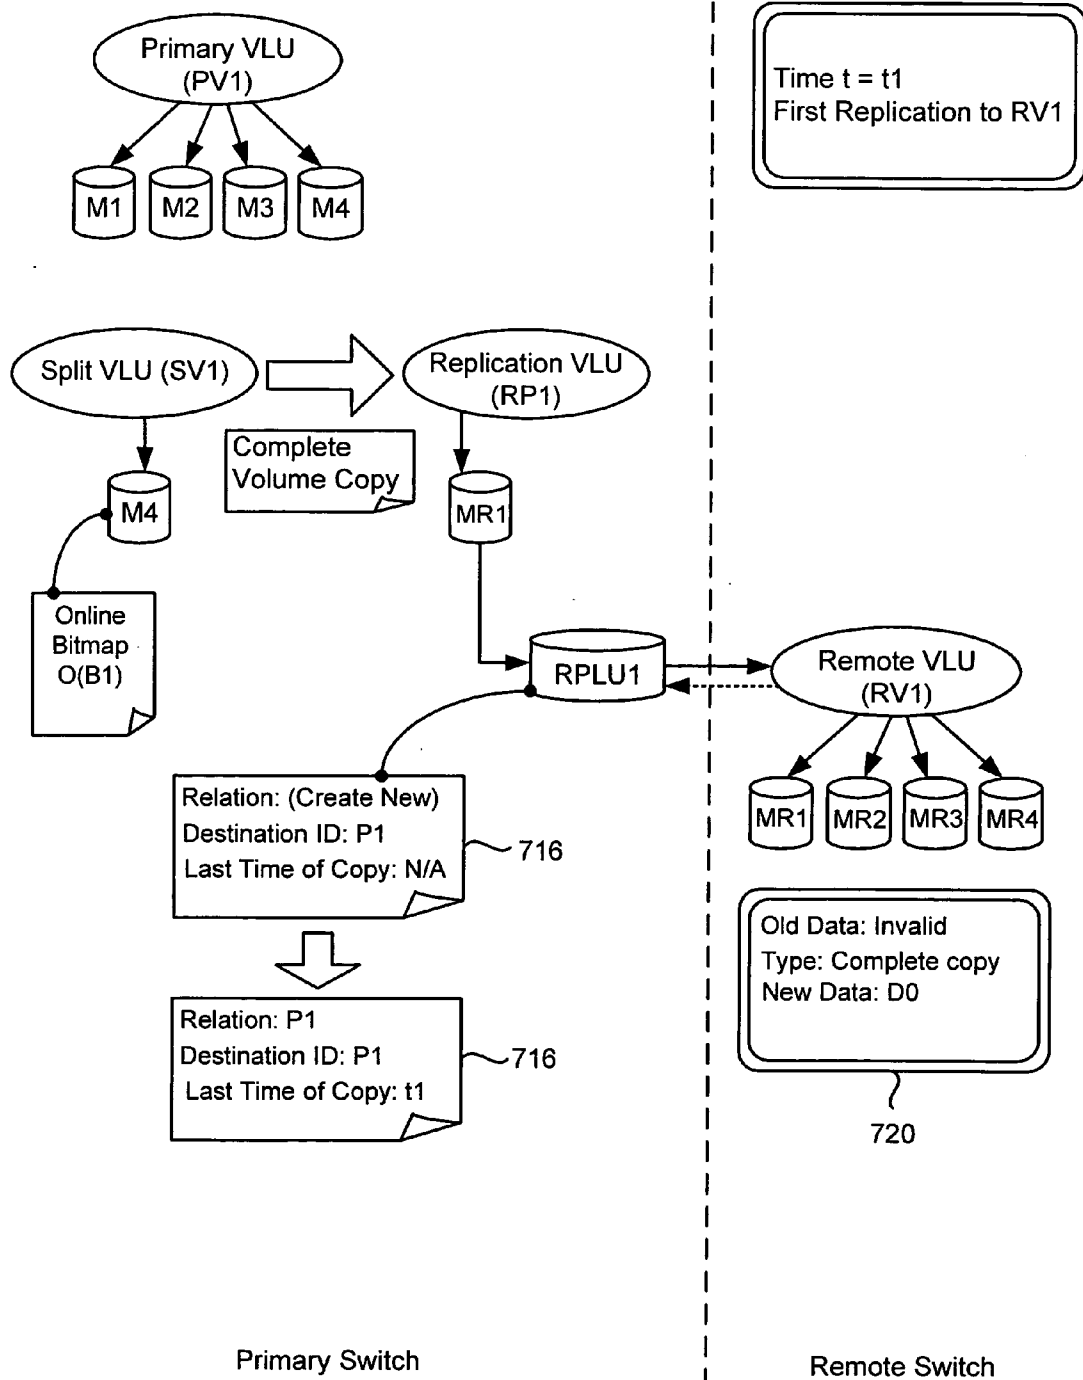 Primary VLU
(PV1)
M1
M2
M3
M4
Time t = t1
First Replication to RV1
Split VLU (SV1)
Replication VLU
(RP1)
Complete
Volume Copy
M4
MR1
Online
Bitmap
O(B1)
RPLU1
Remote VLU
(RV1)
MR1
MR2
MR3
MR4
Relation: (Create New)
Destination ID: P1
Last Time of Copy: N/A
716
Old Data: Invalid
Type: Complete copy
New Data: D0
720
Relation: P1
Destination ID: P1
Last Time of Copy: t1
716
Primary Switch
Remote Switch